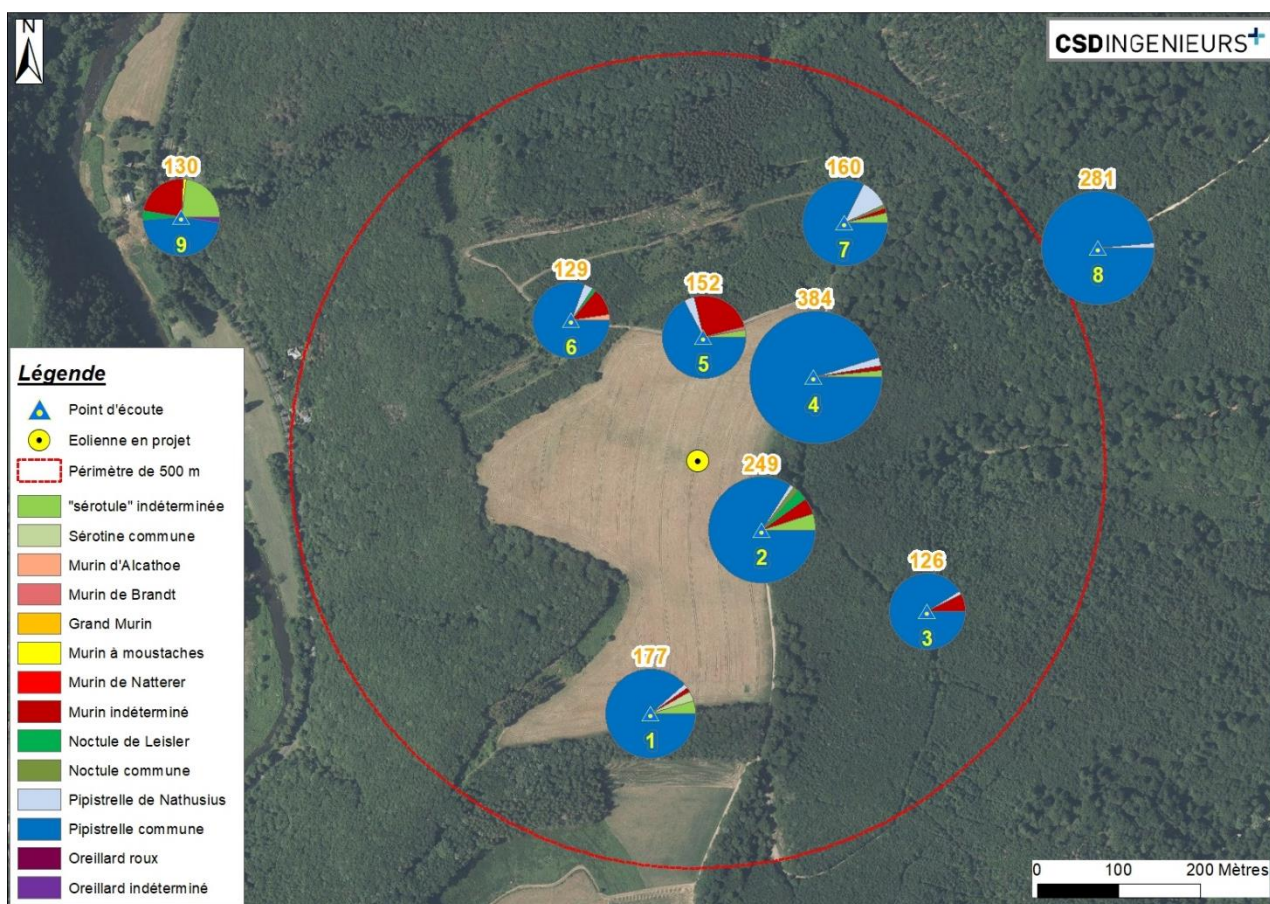 N
CSDINGENIEURS+
130
9
160
7
281
8
129
6
152
5
384
4
249
2
126
3
177
1
Légende
Point d'écoute
Eolienne en projet
Périmètre de 500 m
"sérotule" indéterminée
Sérotine commune
Murin d'Alcathoe
Murin de Brandt
Grand Murin
Murin à moustaches
Murin de Natterer
Murin indéterminé
Noctule de Leisler
Noctule commune
Pipistrelle de Nathusius
Pipistrelle commune
Oreillard roux
Oreillard indéterminé
0 100 200 Mètres